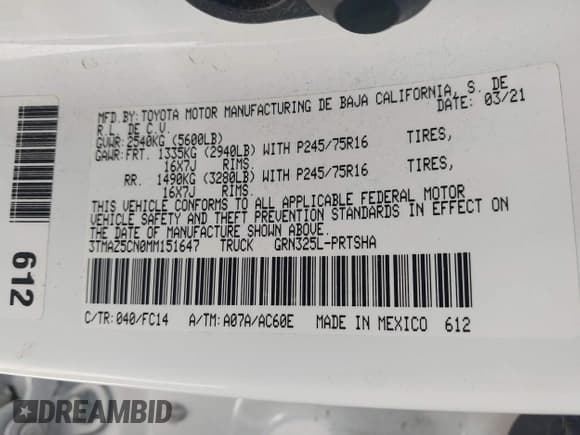 MFD.BY:TOYOTA MOTOR MANUFACTURING DE BAJA CALIFORNIA, S. DE
R.L. DE C.V. DATE: 03/21
GVWR:2540KG (5600LB)
GAWR:FRT. 1335KG (2940LB) WITH P245/75R16 TIRES,
16X7J RIMS.
RR. 1490KG (3280LB) WITH P245/75R16 TIRES,
16X7J RIMS.
THIS VEHICLE CONFORMS TO ALL APPLICABLE FEDERAL MOTOR
VEHICLE SAFETY AND THEFT PREVENTION STANDARDS IN EFFECT ON
THE DATE OF MANUFACTURE SHOWN ABOVE.
3TMAZ5CN0MM151647 TRUCK GRN325L-PRTSHA
C/TR:040/FC14 A/TM:A07A/AC60E MADE IN MEXICO 612
612
DREAMBID